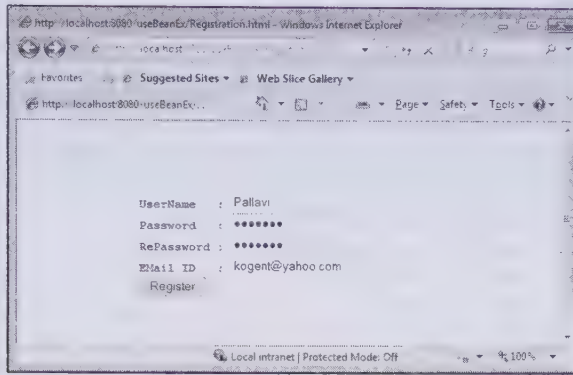 http://localhost:8080/useBeanEx/Registration.html - Windows Internet Explorer
Favorites Suggested Sites Web Slice Gallery
http://localhost:8080/useBeanEx/... Page Safety Tools
UserName : Pallavi
Password : •••••••
RePassword : •••••••
EMail ID : kogent@yahoo.com
Register
Local intranet | Protected Mode: Off 100%